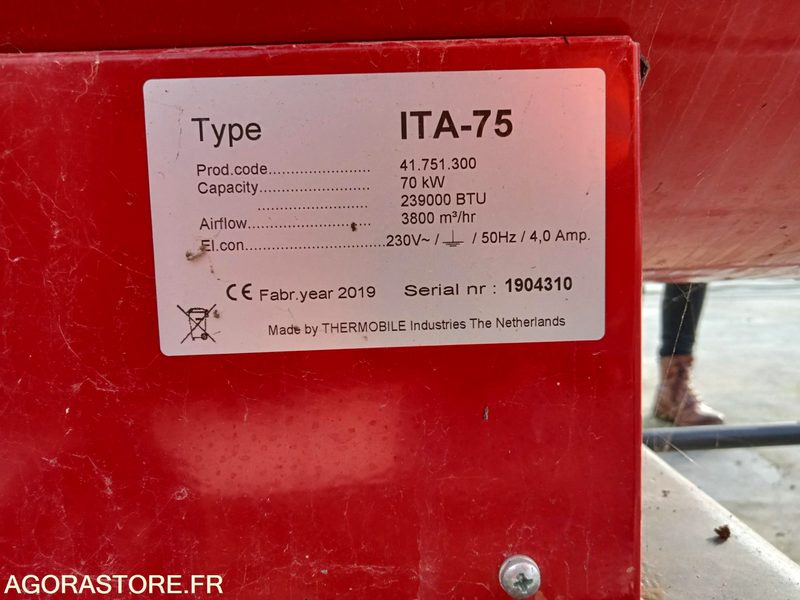 Type ITA-75
Prod.code....................... 41.751.300
Capacity......................... 70 kW
......................... 239000 BTU
Airflow............................ 3800 m³/hr
El.con...............................230V~ / ⏚ / 50Hz / 4,0 Amp.
CE Fabr.year 2019 Serial nr : 1904310
Made by THERMOBILE Industries The Netherlands
AGORASTORE.FR